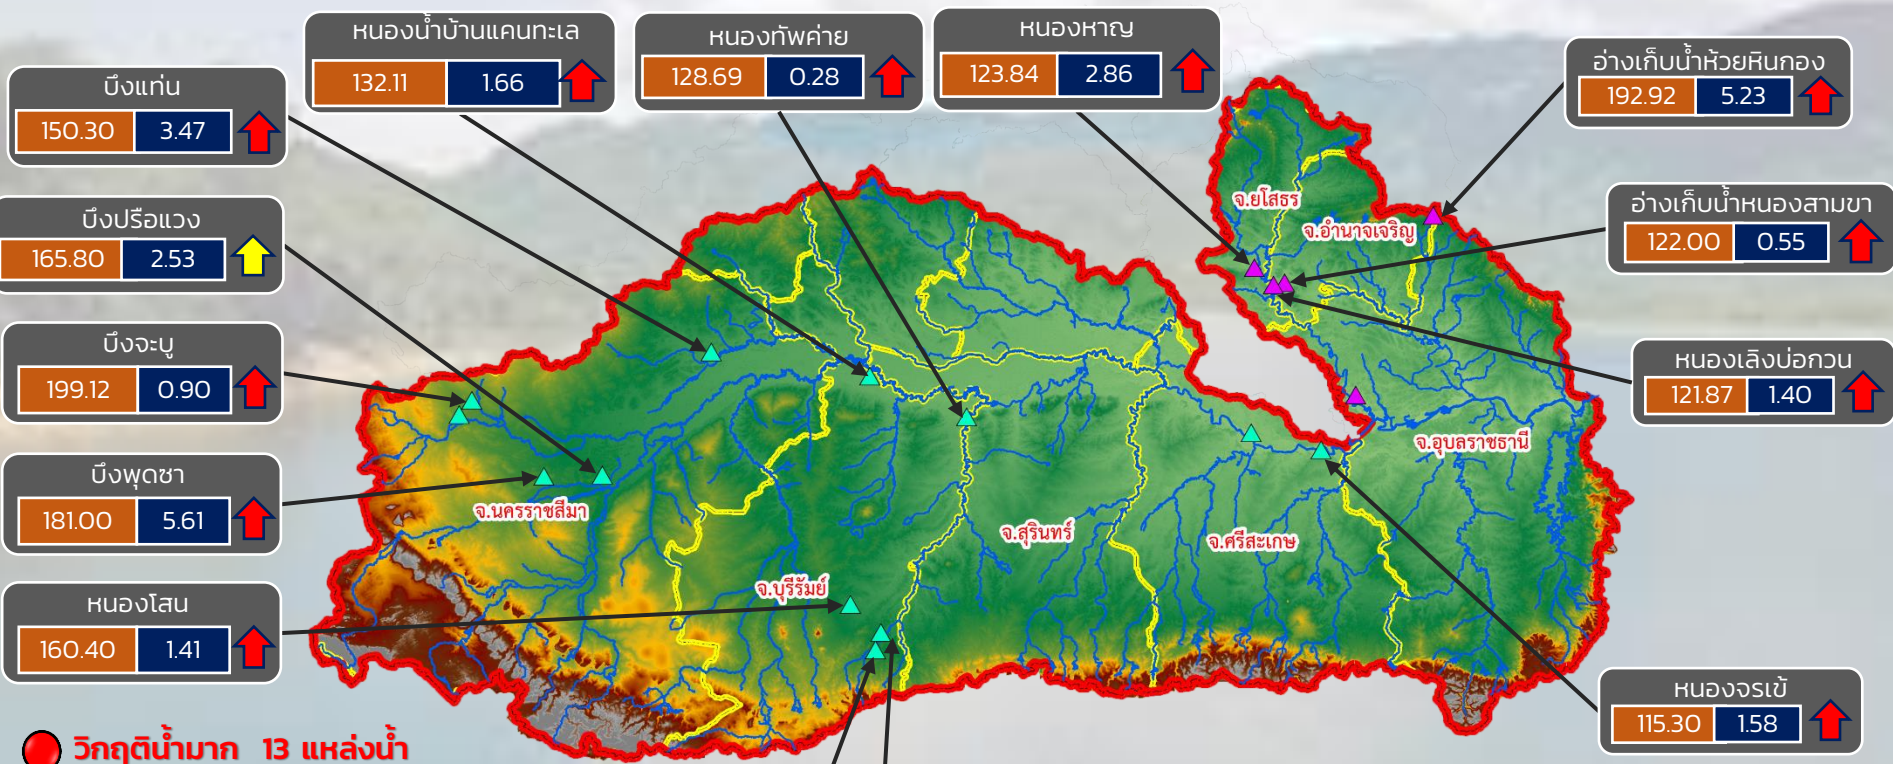 หนองน้ำบ้านแคนทะเล
132.11 1.66
หนองทัพค่าย
128.69 0.28
หนองหาญ
123.84 2.86
อ่างเก็บน้ำห้วยหินกอง
192.92 5.23
บึงแท่น
150.30 3.47
บึงปรือแวง
165.80 2.53
อ่างเก็บน้ำหนองสามขา
122.00 0.55
บึงจะบู
199.12 0.90
หนองเลิงบ่อกวน
121.87 1.40
บึงพุดซา
181.00 5.61
หนองโสน
160.40 1.41
หนองจรเข้
115.30 1.58
จ.ยโสธร
จ.อำนาจเจริญ
จ.อุบลราชธานี
จ.นครราชสีมา
จ.สุรินทร์
จ.ศรีสะเกษ
จ.บุรีรัมย์
วิกฤติน้ำมาก 13 แหล่งน้ำ